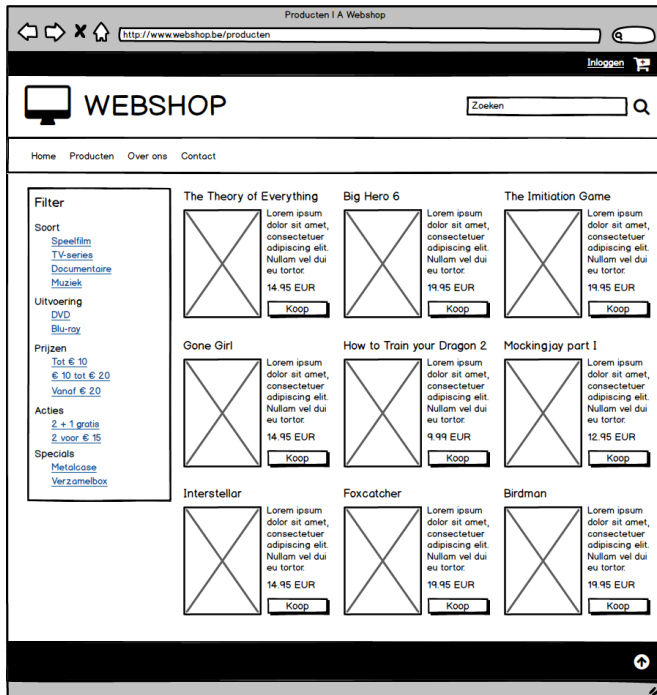 Producten | A Webshop
http://www.webshop.be/producten
Inloggen
WEBSHOP
Zoeken
Home Producten Over ons Contact
Filter
Soort
Speelfilm
TV-series
Documentaire
Muziek
Uitvoering
DVD
Blu-ray
Prijzen
Tot € 10
€ 10 tot € 20
Vanaf € 20
Acties
2 + 1 gratis
2 voor € 15
Specials
Metalcase
Verzamelbox
The Theory of Everything
Lorem ipsum
dolor sit amet,
consectetuer
adipiscing elit.
Nullam vel dui
eu tortor.
14.95 EUR
Koop
Big Hero 6
Lorem ipsum
dolor sit amet,
consectetuer
adipiscing elit.
Nullam vel dui
eu tortor.
19.95 EUR
Koop
The Imitiation Game
Lorem ipsum
dolor sit amet,
consectetuer
adipiscing elit.
Nullam vel dui
eu tortor.
19.95 EUR
Koop
Gone Girl
Lorem ipsum
dolor sit amet,
consectetuer
adipiscing elit.
Nullam vel dui
eu tortor.
14.95 EUR
Koop
How to Train your Dragon 2
Lorem ipsum
dolor sit amet,
consectetuer
adipiscing elit.
Nullam vel dui
eu tortor.
9.99 EUR
Koop
Mockingjay part I
Lorem ipsum
dolor sit amet,
consectetuer
adipiscing elit.
Nullam vel dui
eu tortor.
12.95 EUR
Koop
Interstellar
Lorem ipsum
dolor sit amet,
consectetuer
adipiscing elit.
Nullam vel dui
eu tortor.
14.95 EUR
Koop
Foxcatcher
Lorem ipsum
dolor sit amet,
consectetuer
adipiscing elit.
Nullam vel dui
eu tortor.
19.95 EUR
Koop
Birdman
Lorem ipsum
dolor sit amet,
consectetuer
adipiscing elit.
Nullam vel dui
eu tortor.
19.95 EUR
Koop